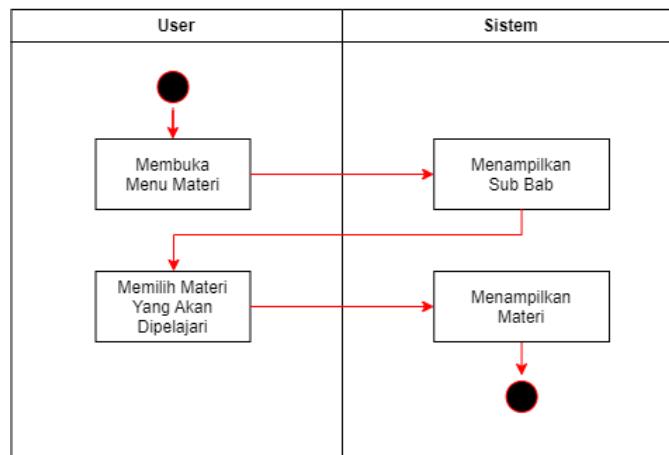 User
Sistem
Membuka
Menu Materi
Menampilkan
Sub Bab
Memilih Materi
Yang Akan
Dipelajari
Menampilkan
Materi